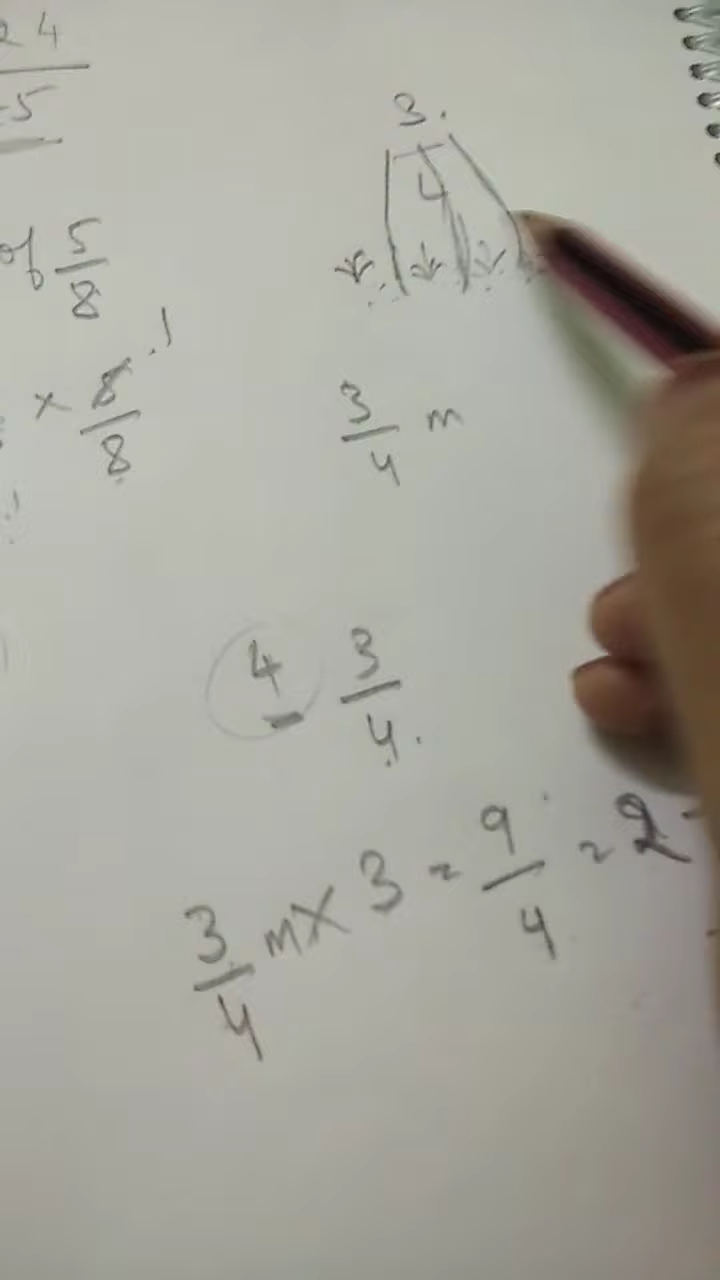 24
5
of 5/8
× 8/8 1
3
4
3/4 m
4 3/4
3/4 m × 3 = 9/4 = 2